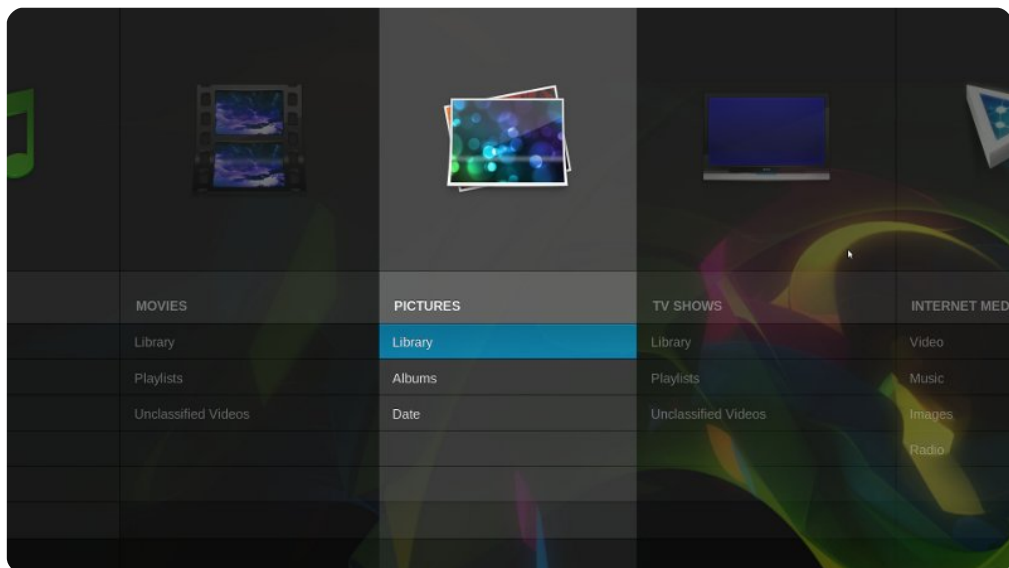 MOVIES
Library
Playlists
Unclassified Videos
PICTURES
Library
Albums
Date
TV SHOWS
Library
Playlists
Unclassified Videos
INTERNET MED
Video
Music
Images
Radio